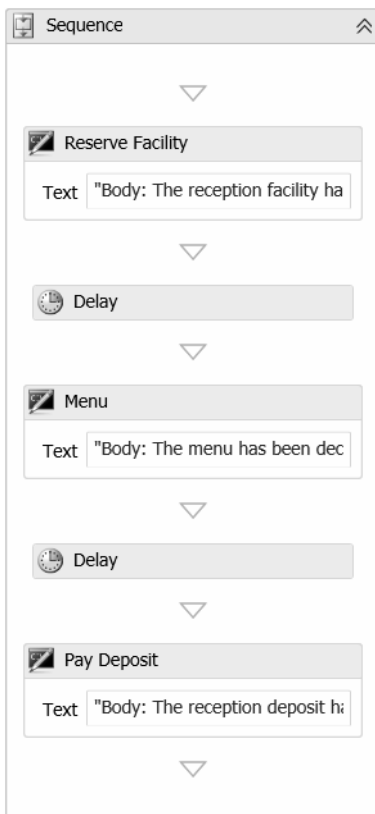 Sequence
Reserve Facility
Text "Body: The reception facility ha
Delay
Menu
Text "Body: The menu has been dec
Delay
Pay Deposit
Text "Body: The reception deposit ha